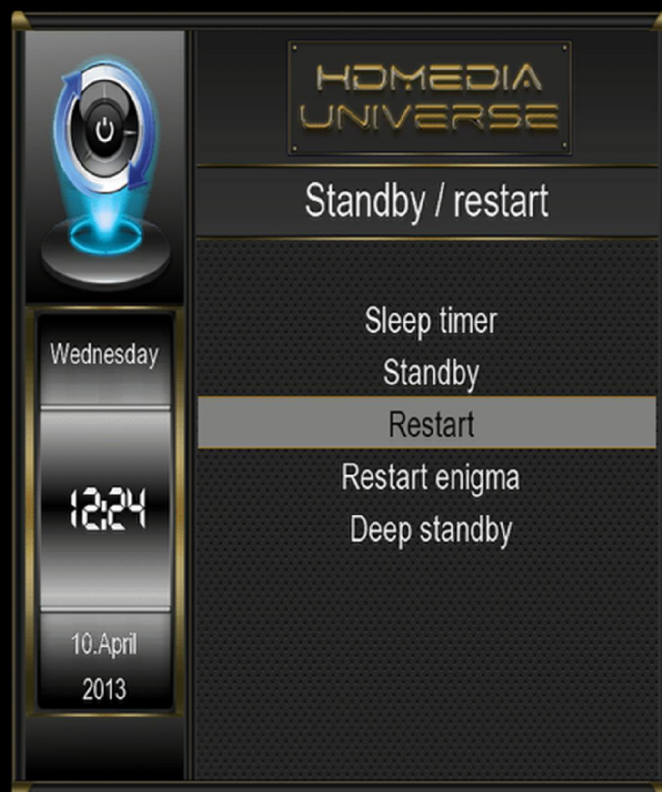 HDMEDIA
UNIVERSE
Standby / restart
Sleep timer
Standby
Restart
Restart enigma
Deep standby
Wednesday
12:24
10.April
2013